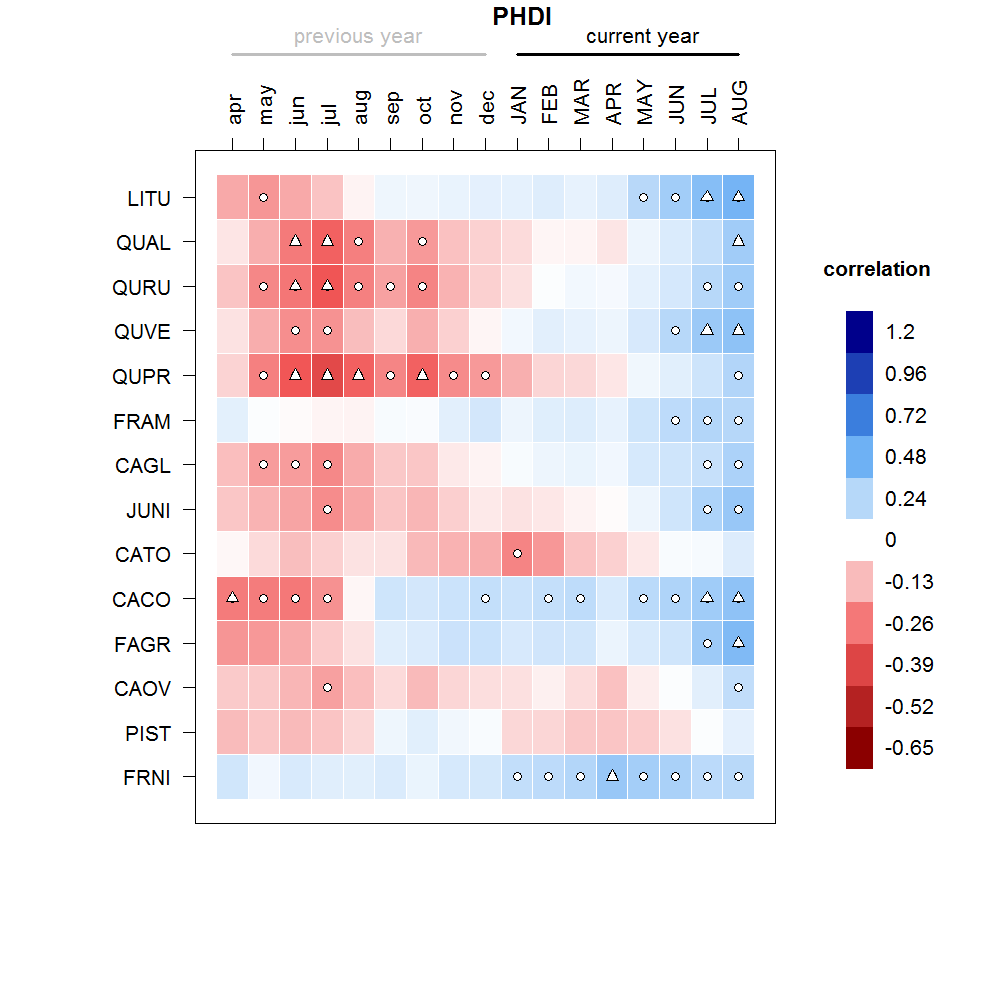 PHDI
previous year
current year
apr may jun jul aug sep oct nov dec JAN FEB MAR APR MAY JUN JUL AUG
LITU
QUAL
QURU
QUVE
QUPR
FRAM
CAGL
JUNI
CATO
CACO
FAGR
CAOV
PIST
FRNI
correlation
1.2
0.96
0.72
0.48
0.24
0
-0.13
-0.26
-0.39
-0.52
-0.65